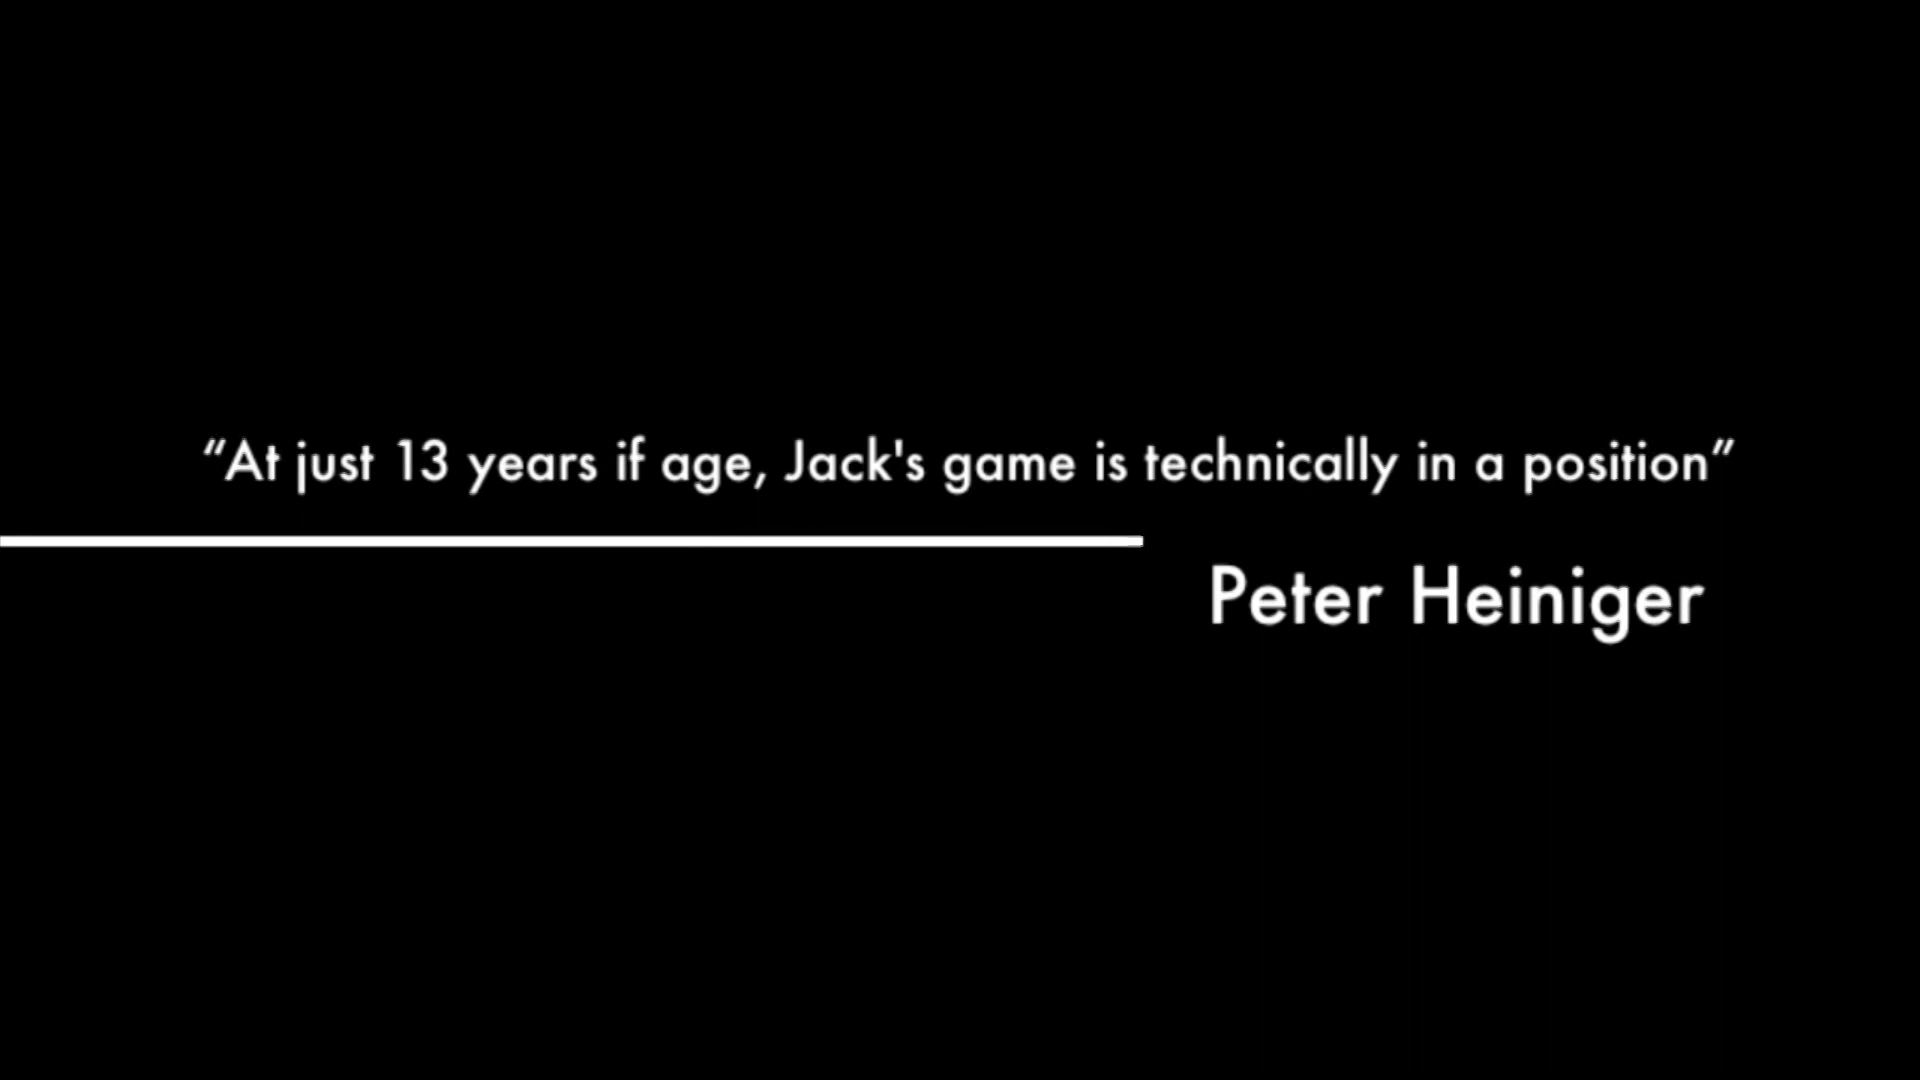 “At just 13 years if age, Jack's game is technically in a position”
Peter Heiniger